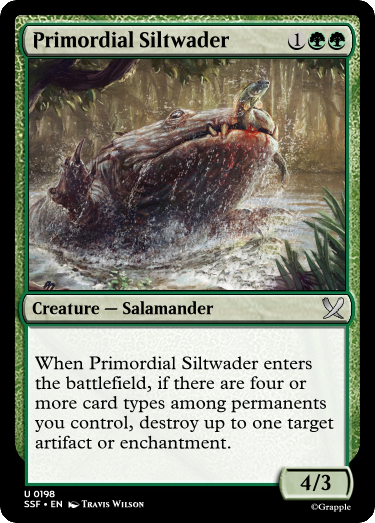 Primordial Siltwader 1
Creature — Salamander
When Primordial Siltwader enters
the battlefield, if there are four or
more card types among permanents
you control, destroy up to one target
artifact or enchantment.
4/3
U 0198
SSF • EN Travis Wilson
©Grapple